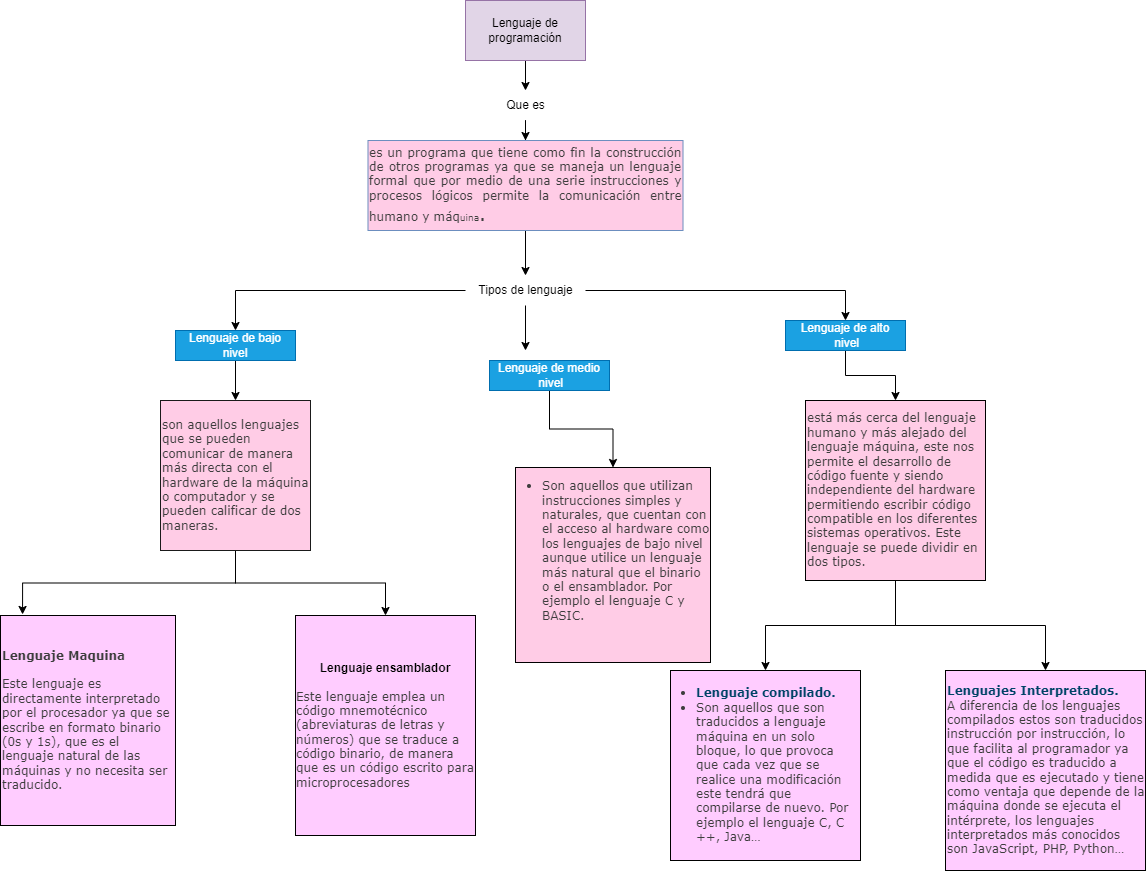 Lenguaje de
programación
Que es
es un programa que tiene como fin la construcción
de otros programas ya que se maneja un lenguaje
formal que por medio de una serie instrucciones y
procesos lógicos permite la comunicación entre
humano y máquina.
Tipos de lenguaje
Lenguaje de bajo
nivel
Lenguaje de medio
nivel
Lenguaje de alto
nivel
son aquellos lenguajes
que se pueden
comunicar de manera
más directa con el
hardware de la máquina
o computador y se
pueden calificar de dos
maneras.
• Son aquellos que utilizan
instrucciones simples y
naturales, que cuentan con
el acceso al hardware como
los lenguajes de bajo nivel
aunque utilice un lenguaje
más natural que el binario
o el ensamblador. Por
ejemplo el lenguaje C y
BASIC.
está más cerca del lenguaje
humano y más alejado del
lenguaje máquina, este nos
permite el desarrollo de
código fuente y siendo
independiente del hardware
permitiendo escribir código
compatible en los diferentes
sistemas operativos. Este
lenguaje se puede dividir en
dos tipos.
Lenguaje Maquina
Este lenguaje es
directamente interpretado
por el procesador ya que se
escribe en formato binario
(0s y 1s), que es el
lenguaje natural de las
máquinas y no necesita ser
traducido.
Lenguaje ensamblador
Este lenguaje emplea un
código mnemotécnico
(abreviaturas de letras y
números) que se traduce a
código binario, de manera
que es un código escrito para
microprocesadores
• Lenguaje compilado.
• Son aquellos que son
traducidos a lenguaje
máquina en un solo
bloque, lo que provoca
que cada vez que se
realice una modificación
este tendrá que
compilarse de nuevo. Por
ejemplo el lenguaje C, C
++, Java…
Lenguajes Interpretados.
A diferencia de los lenguajes
compilados estos son traducidos
instrucción por instrucción, lo
que facilita al programador ya
que el código es traducido a
medida que es ejecutado y tiene
como ventaja que depende de la
máquina donde se ejecuta el
intérprete, los lenguajes
interpretados más conocidos
son JavaScript, PHP, Python…